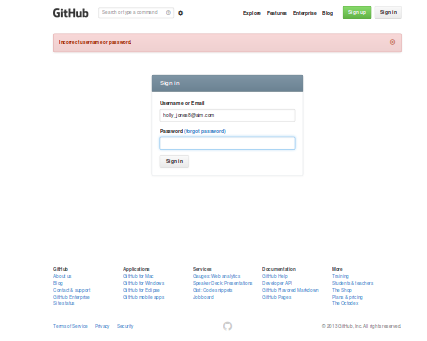 GitHub Search or type a command Explore Features Enterprise Blog Sign up Sign in
Incorrect username or password.
Sign in
Username or Email
holly_jones8@aim.com
Password (forgot password)
Sign in
GitHub Applications Services Documentation More
About us GitHub for Mac Gauges: Web analytics GitHub Help Training
Blog GitHub for Windows Speaker Deck: Presentations Developer API Students & teachers
Contact & support GitHub for Eclipse Gist: Code snippets GitHub Flavored Markdown The Shop
GitHub Enterprise GitHub mobile apps Job board GitHub Pages Plans & pricing
Site status The Octodex
Terms of Service Privacy Security © 2013 GitHub, Inc. All rights reserved.